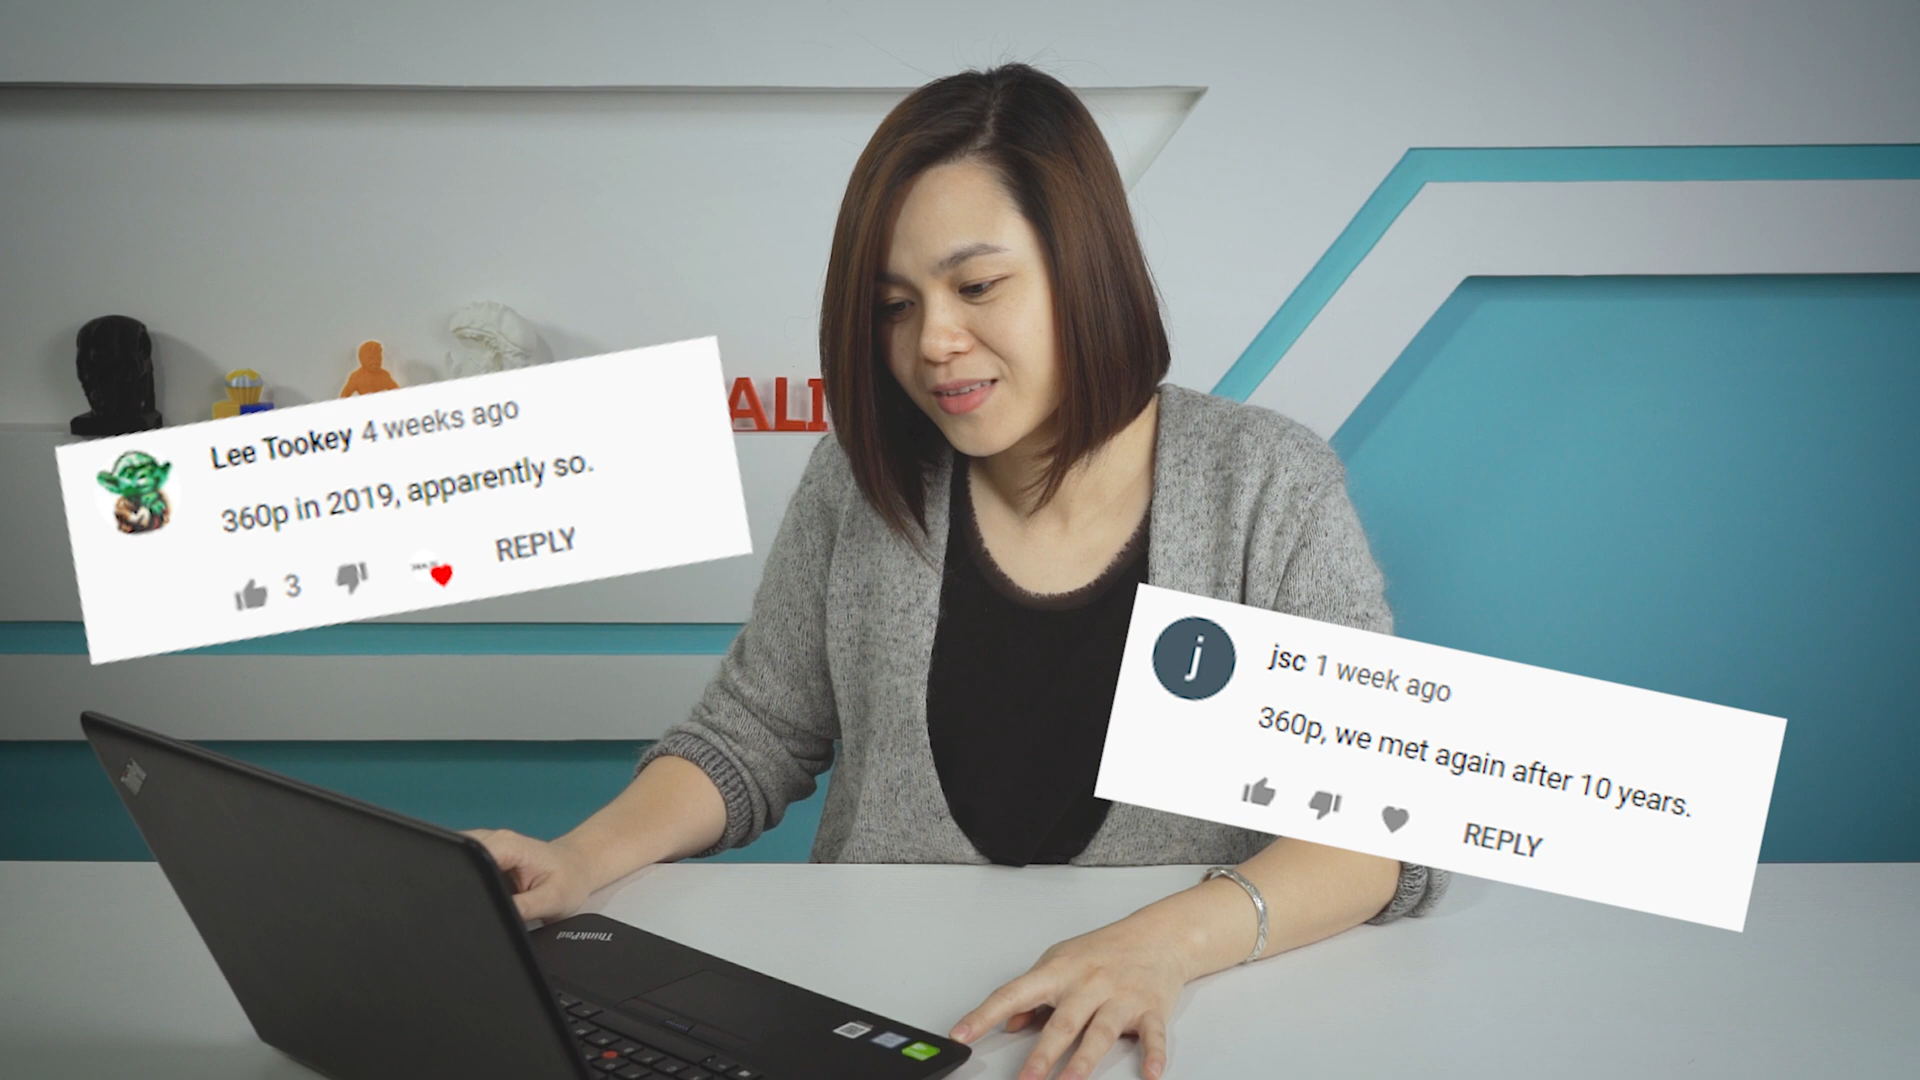 ALI
Lee Tookey 4 weeks ago
360p in 2019, apparently so.
3
REPLY
j
jsc 1 week ago
360p, we met again after 10 years.
REPLY
ThinkPad